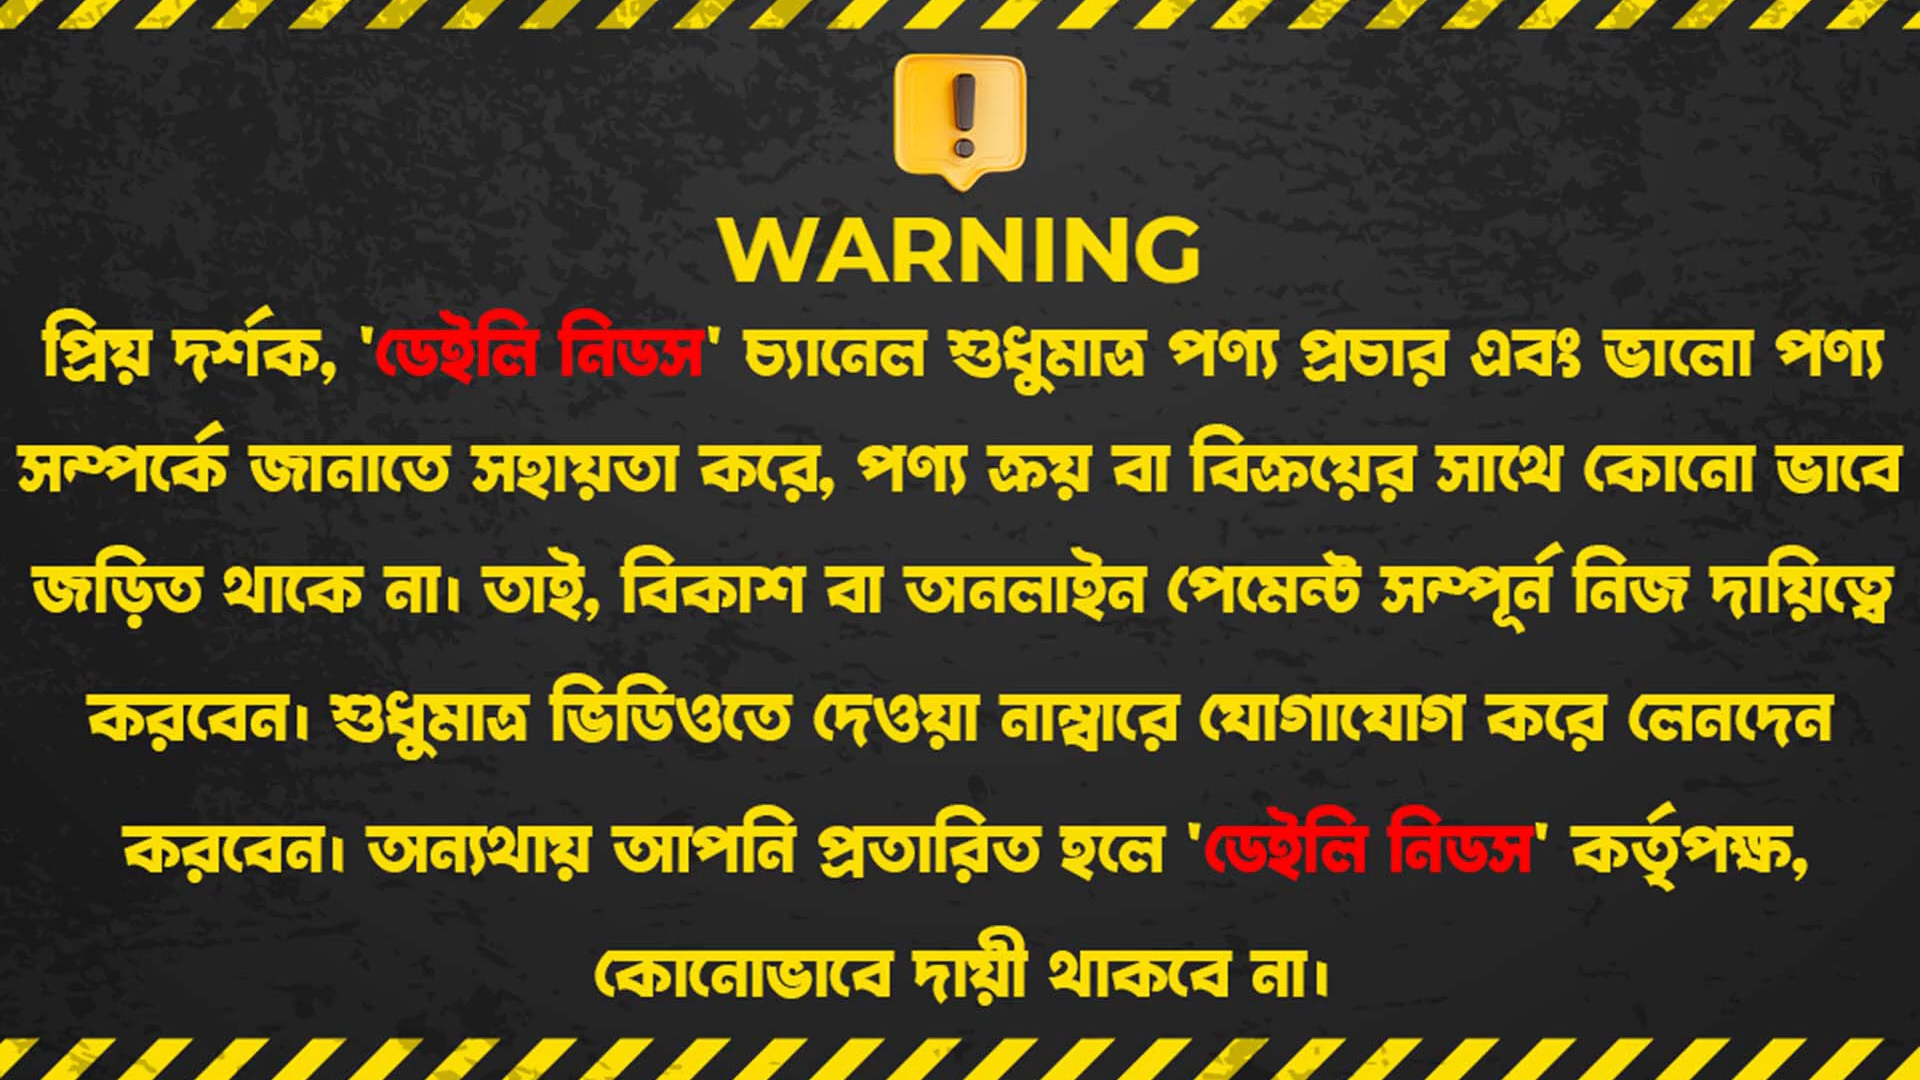 WARNING
প্রিয় দর্শক, 'ডেইলি নিডস' চ্যানেল শুধুমাত্র পণ্য প্রচার এবং ভালো পণ্য
সম্পর্কে জানাতে সহায়তা করে, পণ্য ক্রয় বা বিক্রয়ের সাথে কোনো ভাবে
জড়িত থাকে না। তাই, বিকাশ বা অনলাইন পেমেন্ট সম্পূর্ন নিজ দায়িত্বে
করবেন। শুধুমাত্র ভিডিওতে দেওয়া নাম্বারে যোগাযোগ করে লেনদেন
করবেন। অন্যথায় আপনি প্রতারিত হলে 'ডেইলি নিডস' কর্তৃপক্ষ,
কোনোভাবে দায়ী থাকবে না।